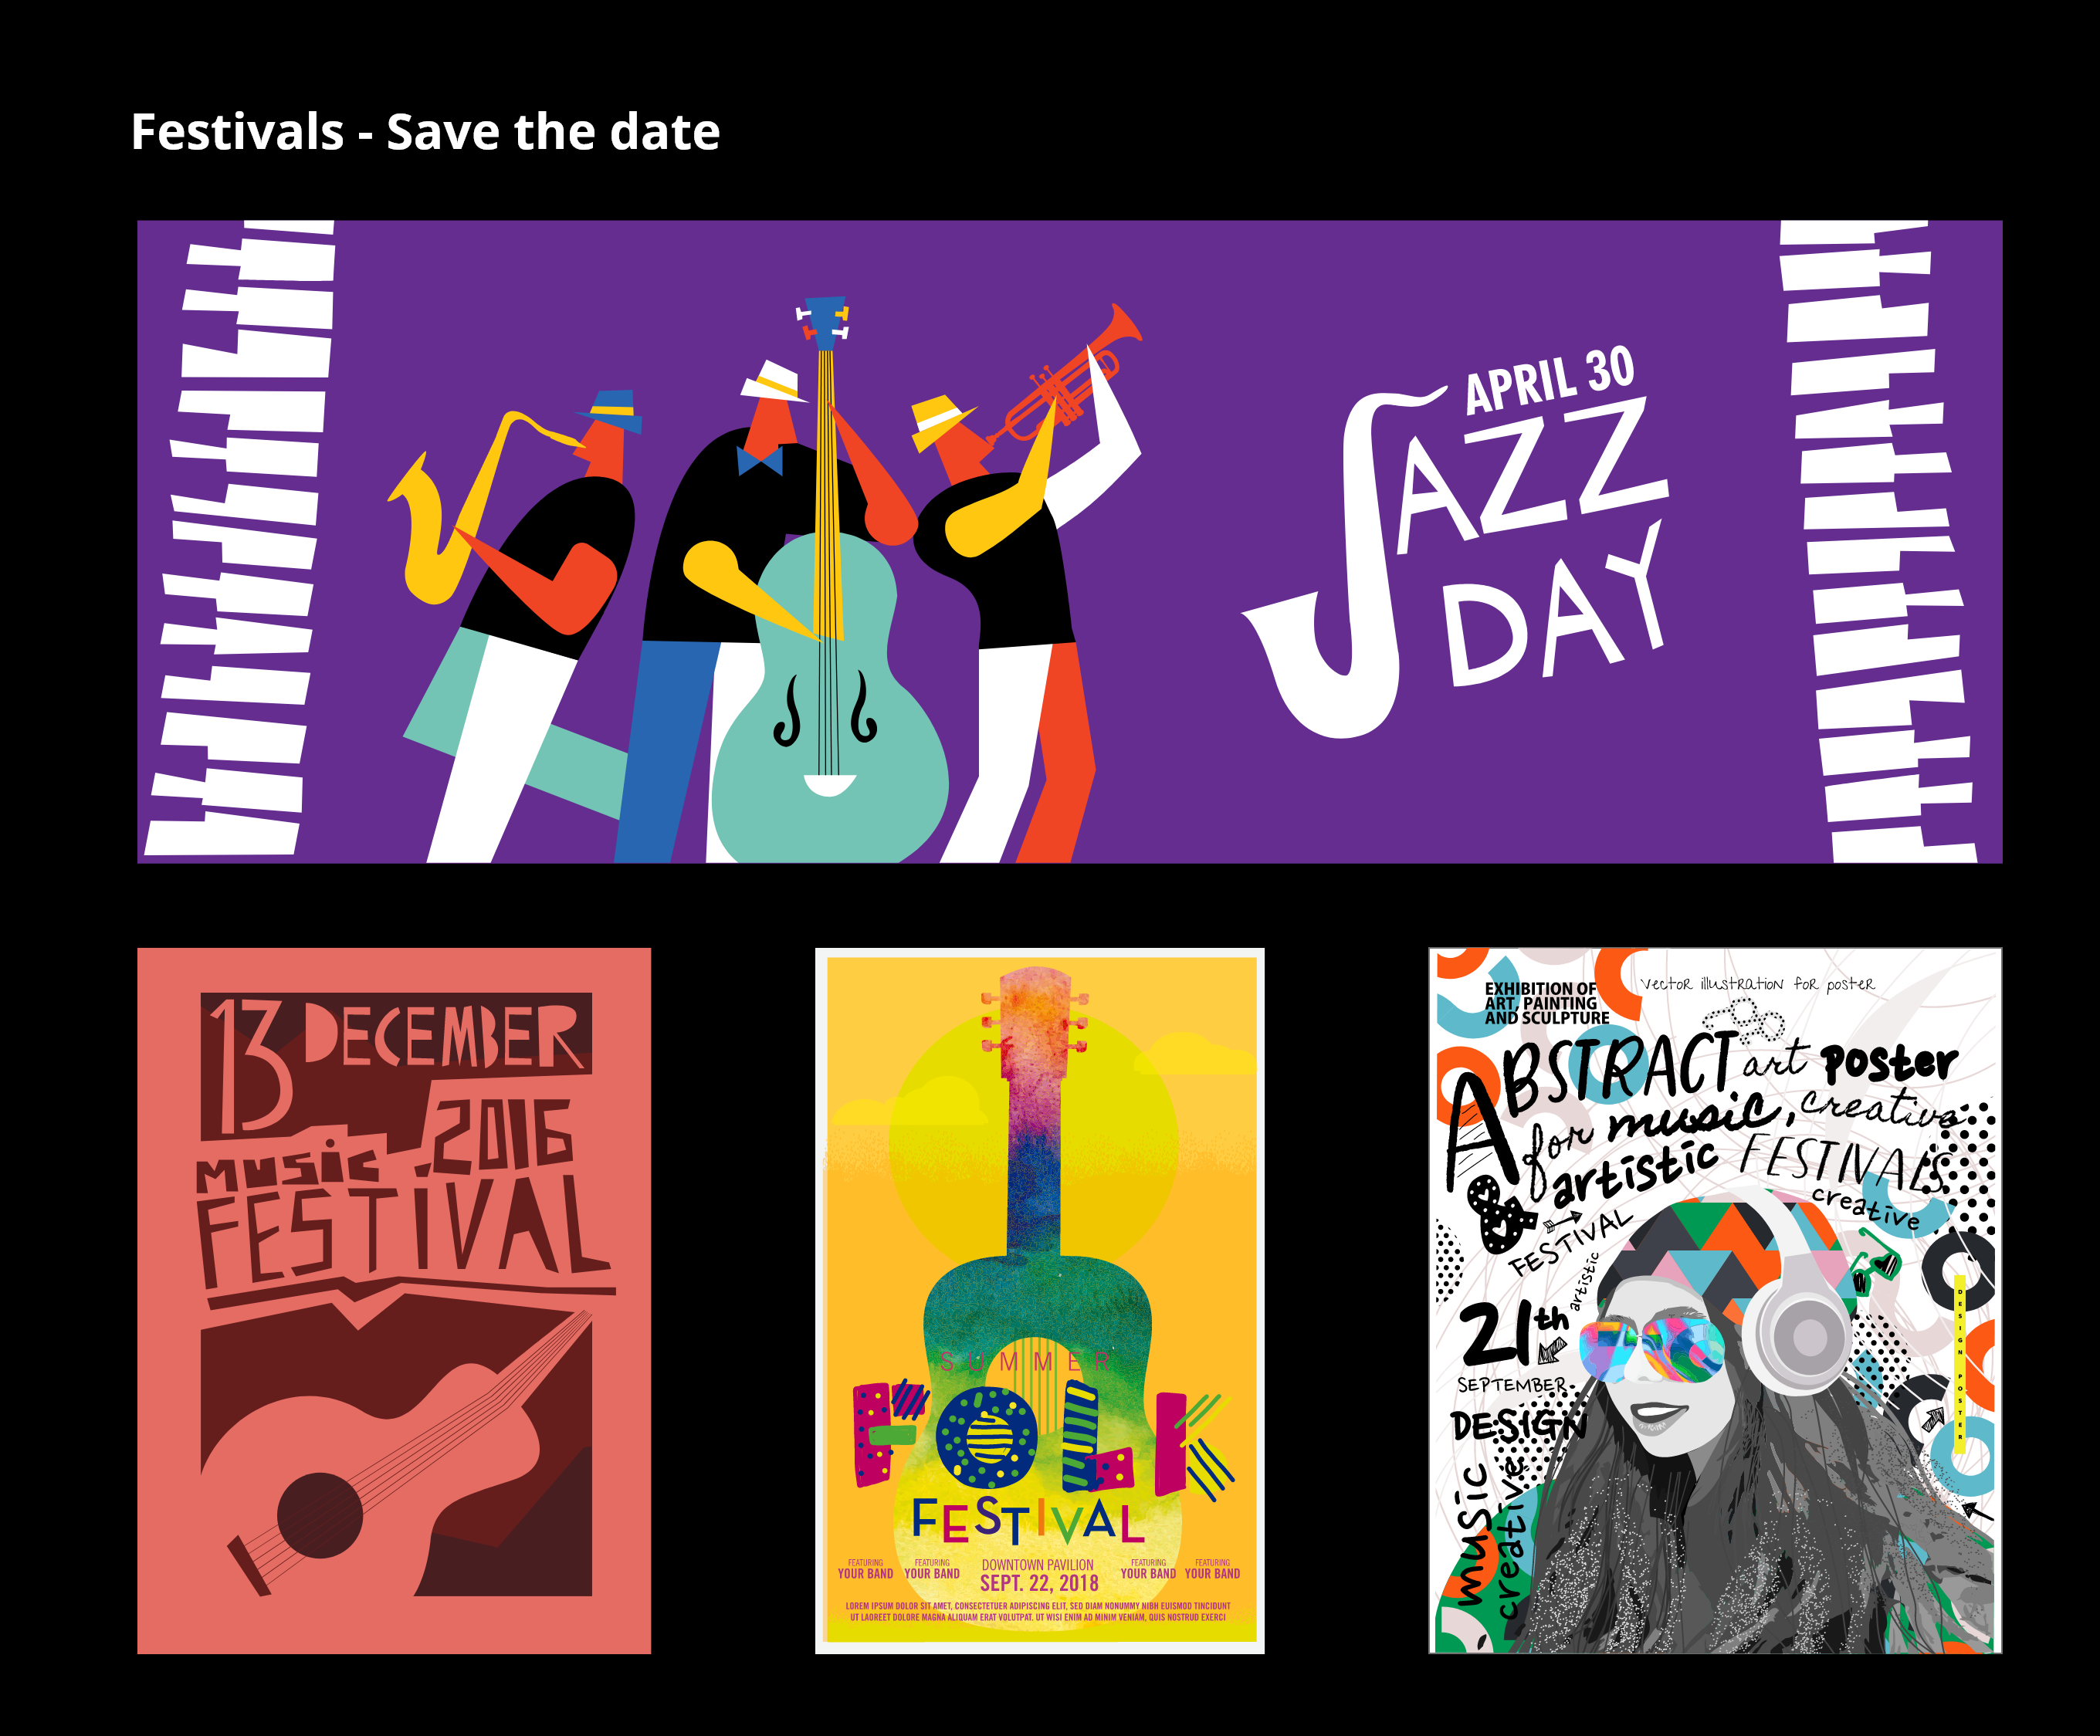 Festivals - Save the date
APRIL 30
JAZZ
DAY
13 DECEMBER
2016
MUSiC
FESTiVAL
SUMMER
FOLK
FESTIVAL
FEATURING
YOUR BAND
FEATURING
YOUR BAND
DOWNTOWN PAVILION
SEPT. 22, 2018
FEATURING
YOUR BAND
FEATURING
YOUR BAND
LOREM IPSUM DOLOR SIT AMET, CONSECTETUER ADIPISCING ELIT, SED DIAM NONUMMY NIBH EUISMOD TINCIDUNT
UT LAOREET DOLORE MAGNA ALIQUAM ERAT VOLUTPAT. UT WISI ENIM AD MINIM VENIAM, QUIS NOSTRUD EXERCI
EXHIBITION OF
ART, PAINTING
AND SCULPTURE
vector illustration for poster
ABSTRACT art poster
for music, creative
& artistic FESTIVALS
creative
FESTIVAL
artistic
21th
SEPTEMBER
DESIGN
music
creative
DESIGN POSTER